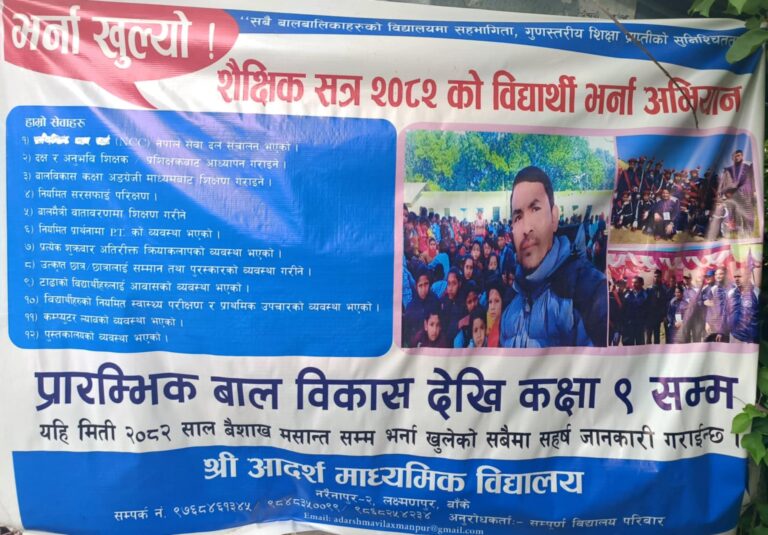 भर्ना खुल्यो !
"सबै बालबालिकाहरुको विद्यालयमा सहभागिता, गुणस्तरीय शिक्षा प्राप्तीको सुनिश्चितता
शैक्षिक सत्र २०८२ को विद्यार्थी भर्ना अभियान
हाम्रो सेवाहरु
१) (NCC) नेपाल सेवा दल संचालन भएको ।
२) दक्ष र अनुभवि शिक्षक / प्रशिक्षकबाट अध्यापन गराइने ।
३) बालविकास कक्षा अङग्रेजी माध्यमबाट शिक्षण गराइने ।
४) नियमित सरसफाई परिक्षण ।
५) बालमैत्री वातावरणमा शिक्षण गरीने
६) नियमित प्रार्थनामा P.T. को व्यवस्था भएको ।
७) प्रत्येक शुक्रबार अतिरीक्त क्रियाकलापको व्यवस्था भएको ।
८) उत्कृष्ट छात्र/छात्रालाई सम्मान तथा पुरस्कारको व्यवस्था गरीने ।
९) टाढाको विद्यार्थीहरुलाई आवासको व्यवस्था भएको ।
१०) विद्यार्थीहरुको नियमित स्वास्थ्य परीक्षण र प्राथमिक उपचारको व्यवस्था भएको ।
११) कम्प्युटर ल्याबको व्यवस्था भएको ।
१२) पुस्तकालयको व्यवस्था भएको ।
प्रारम्भिक बाल विकास देखि कक्षा ९ सम्म
यहि मिती २०८२ साल बैशाख मसान्त सम्म भर्ना खुलेको सबैमा सहर्ष जानकारी गराईन्छ ।
श्री आदर्श माध्यमिक विद्यालय
नरैनापुर-२, लक्ष्मणपुर, बाँके
सम्पर्क नं. ९७६८४६१३४५ / ९८४८३५००९९ / ९८६८२५४२३४ अनुरोधकर्ताः- सम्पूर्ण विद्यालय परिवार
Email: adarshmavilaxmanpur@gmail.com